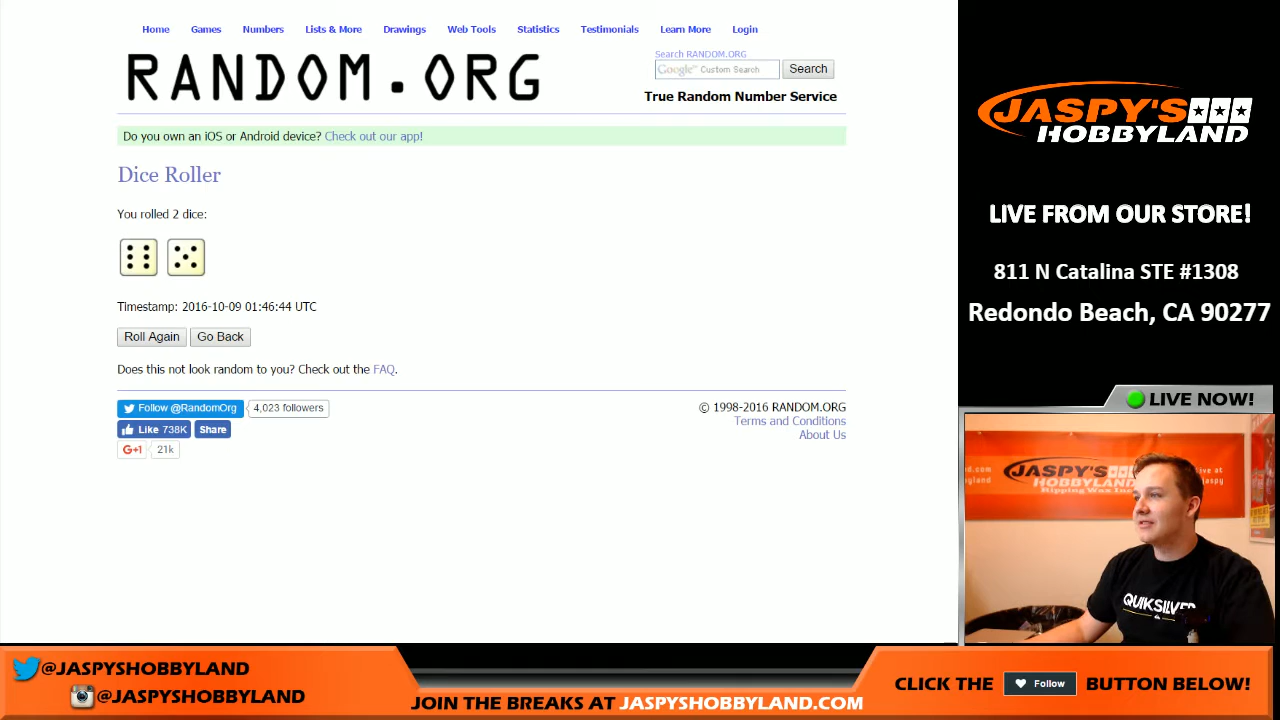 Home Games Numbers Lists & More Drawings Web Tools Statistics Testimonials Learn More Login
RANDOM.ORG
Search RANDOM.ORG
Google™ Custom Search Search
True Random Number Service
Do you own an iOS or Android device? Check out our app!
Dice Roller
You rolled 2 dice:
Timestamp: 2016-10-09 01:46:44 UTC
Roll Again Go Back
Does this not look random to you? Check out the FAQ.
Follow @RandomOrg 4,023 followers
Like 738K Share
G+1 21k
© 1998-2016 RANDOM.ORG
Terms and Conditions
About Us
JASPY'S
HOBBYLAND
LIVE FROM OUR STORE!
811 N Catalina STE #1308
Redondo Beach, CA 90277
LIVE NOW!
JASPY'S
HOBBYLAND
Ripping Wax
QUIKSILVER
@JASPYSHOBBYLAND
@JASPYSHOBBYLAND
JOIN THE BREAKS AT JASPYSHOBBYLAND.COM
CLICK THE Follow BUTTON BELOW!